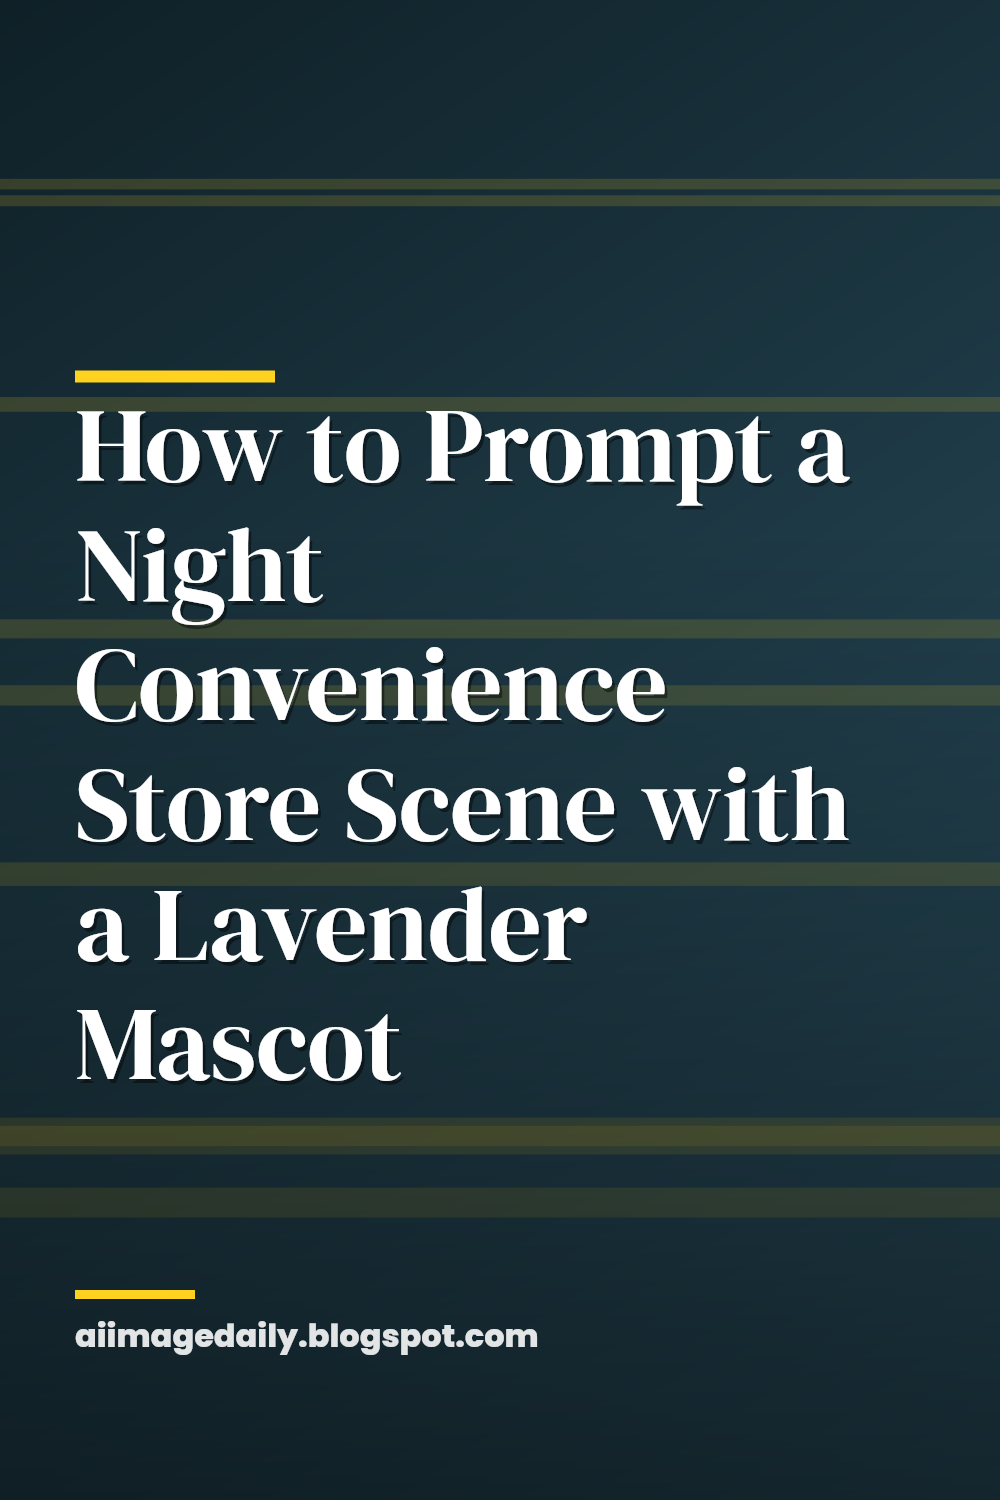 How to Prompt a
Night
Convenience
Store Scene with
a Lavender
Mascot
aiimagedaily.blogspot.com